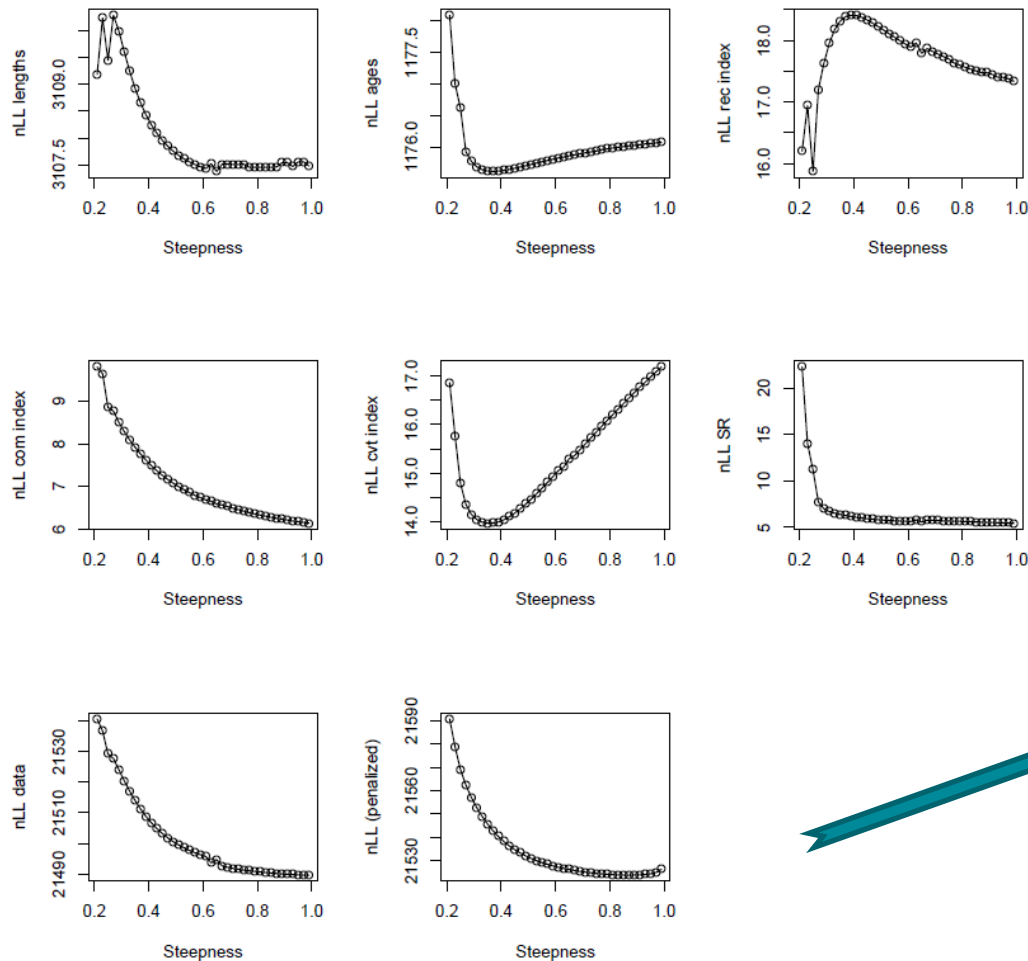 nLL lengths
3107.5 3109.0
0.2 0.4 0.6 0.8 1.0
Steepness
nLL ages
1176.0 1177.5
0.2 0.4 0.6 0.8 1.0
Steepness
nLL rec index
16.0 17.0 18.0
0.2 0.4 0.6 0.8 1.0
Steepness
nLL com index
6 7 8 9
0.2 0.4 0.6 0.8 1.0
Steepness
nLL cvt index
14.0 15.0 16.0 17.0
0.2 0.4 0.6 0.8 1.0
Steepness
nLL SR
5 10 15 20
0.2 0.4 0.6 0.8 1.0
Steepness
nLL data
21490 21510 21530
0.2 0.4 0.6 0.8 1.0
Steepness
nLL (penalized)
21530 21560 21590
0.2 0.4 0.6 0.8 1.0
Steepness